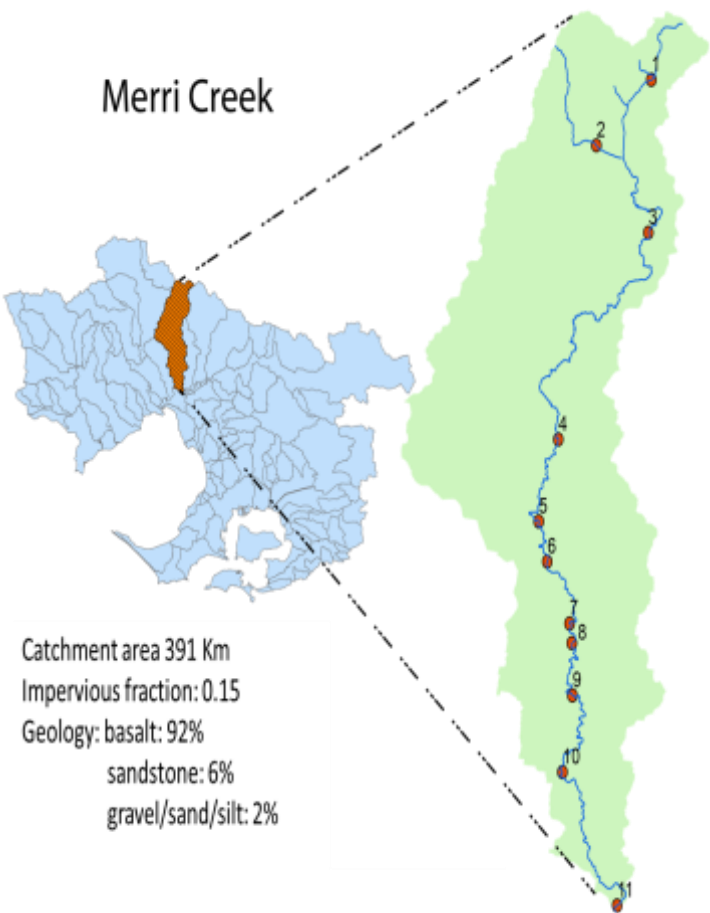 Merri Creek
1
2
3
4
5
6
7
8
9
10
11
Catchment area 391 Km
Impervious fraction: 0.15
Geology: basalt: 92%
sandstone: 6%
gravel/sand/silt: 2%